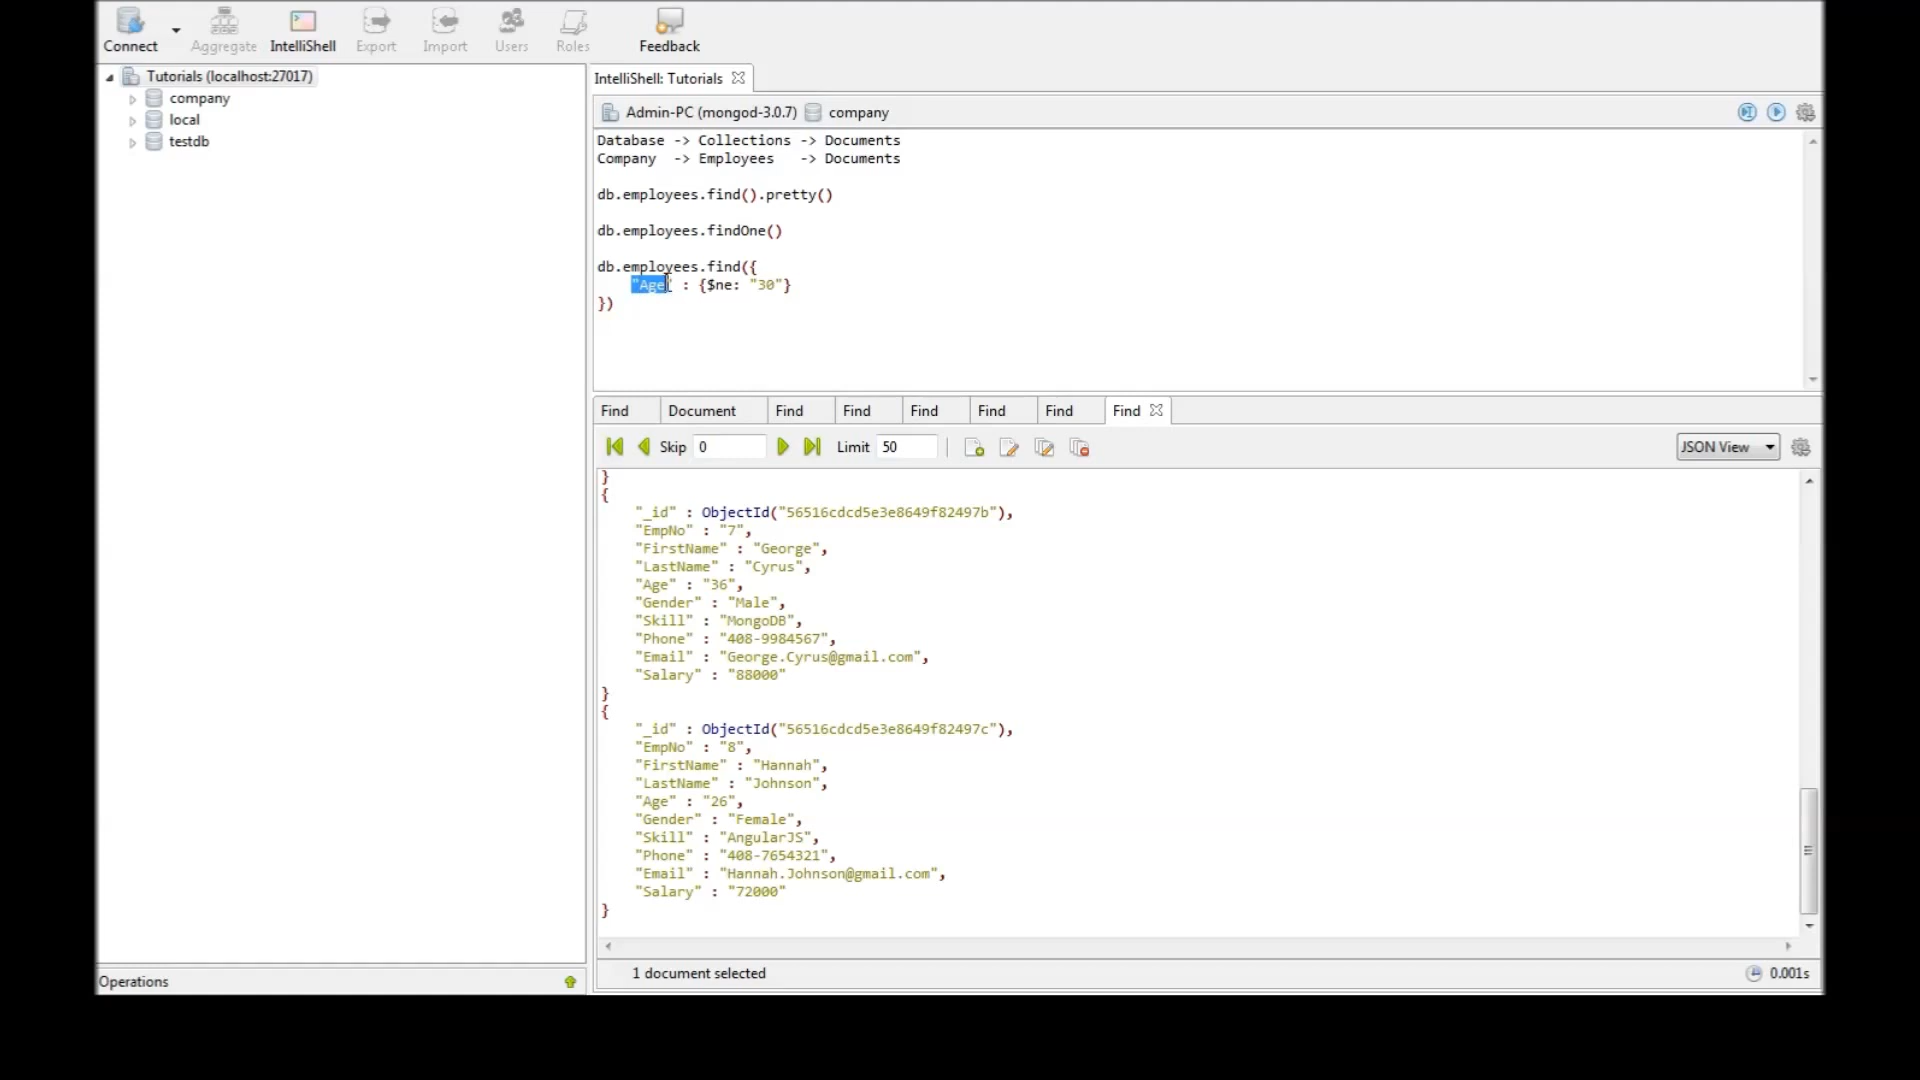 Connect Aggregate IntelliShell Export Import Users Roles Feedback
Tutorials (localhost:27017)
company
local
testdb
IntelliShell: Tutorials
Admin-PC (mongod-3.0.7) company
Database -> Collections -> Documents
Company -> Employees -> Documents
db.employees.find().pretty()
db.employees.findOne()
db.employees.find({
"Age" : {$ne: "30"}
})
Find Document Find Find Find Find Find Find
Skip 0 Limit 50 JSON View
}
{
"_id" : ObjectId("56516cdcd5e3e8649f82497b"),
"EmpNo" : "7",
"FirstName" : "George",
"LastName" : "Cyrus",
"Age" : "36",
"Gender" : "Male",
"Skill" : "MongoDB",
"Phone" : "408-9984567",
"Email" : "George.Cyrus@gmail.com",
"Salary" : "88000"
}
{
"_id" : ObjectId("56516cdcd5e3e8649f82497c"),
"EmpNo" : "8",
"FirstName" : "Hannah",
"LastName" : "Johnson",
"Age" : "26",
"Gender" : "Female",
"Skill" : "AngularJS",
"Phone" : "408-7654321",
"Email" : "Hannah.Johnson@gmail.com",
"Salary" : "72000"
}
1 document selected 0.001s
Operations